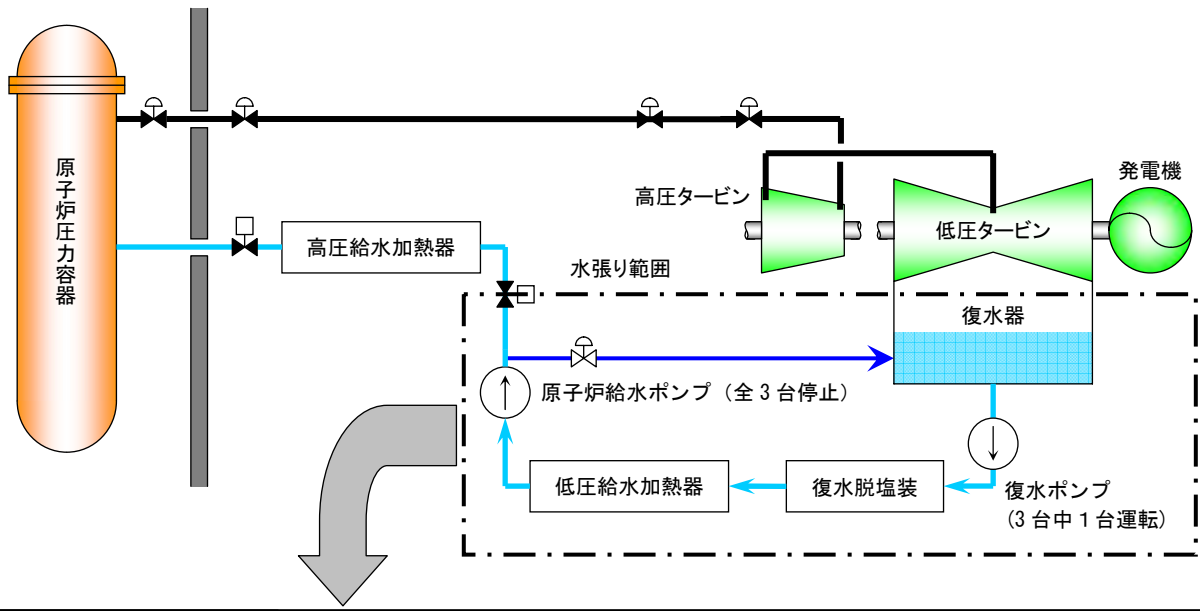 原子炉圧力容器
発電機
高圧タービン
低圧タービン
高圧給水加熱器
水張り範囲
復水器
原子炉給水ポンプ（全3台停止）
低圧給水加熱器
復水脱塩装
復水ポンプ
（3台中1台運転）